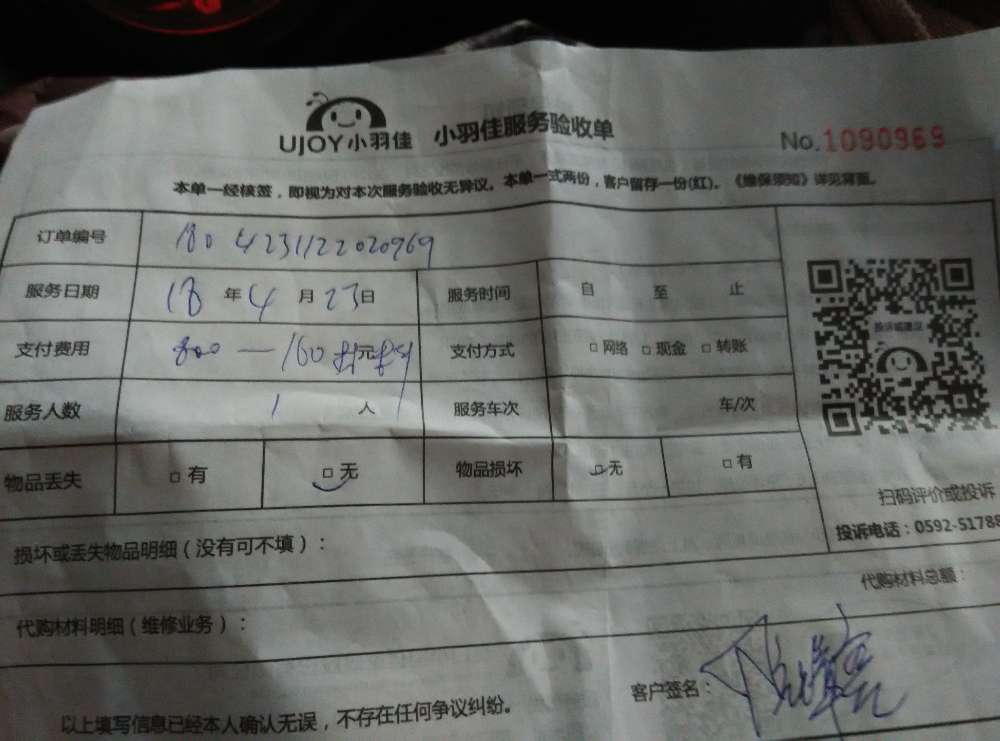 UJOY小羽佳 小羽佳服务验收单 No.1090969
本单一经核签，即视为对本次服务验收无异议。本单一式两份，客户留存一份(红)。《维保须知》详见背面。
订单编号 1804231122020969
服务日期 18年4月23日 服务时间 自 至 止
支付费用 800—160 元 支付方式 □网络 □现金 □转账
服务人数 1人 服务车次 车/次
物品丢失 □有 □无 物品损坏 □无 □有
扫码评价或投诉
投诉电话：0592-51788
损坏或丢失物品明细（没有可不填）：
代购材料总额：
代购材料明细（维修业务）：
客户签名：
以上填写信息已经本人确认无误，不存在任何争议纠纷。